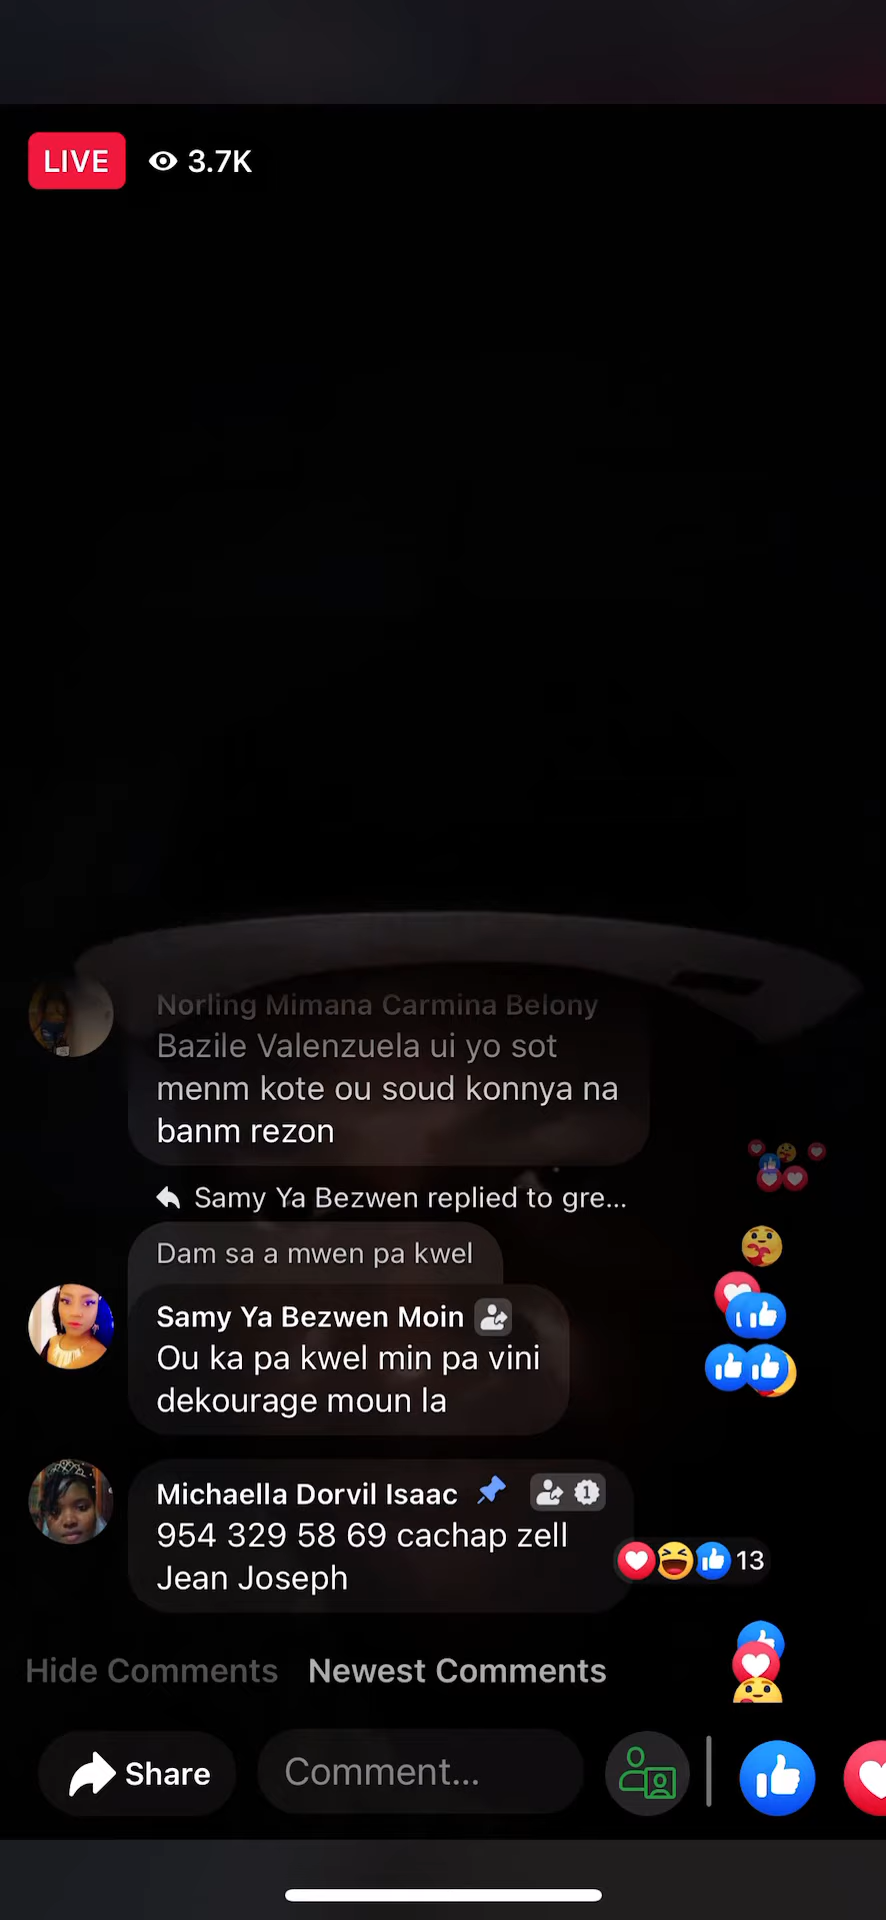 LIVE 3.7K
Norling Mimana Carmina Belony
Bazile Valenzuela ui yo sot
menm kote ou soud konnya na
banm rezon
Samy Ya Bezwen replied to gre...
Dam sa a mwen pa kwel
Samy Ya Bezwen Moin
Ou ka pa kwel min pa vini
dekourage moun la
Michaella Dorvil Isaac 1
954 329 58 69 cachap zell
Jean Joseph
13
Hide Comments Newest Comments
Share Comment...